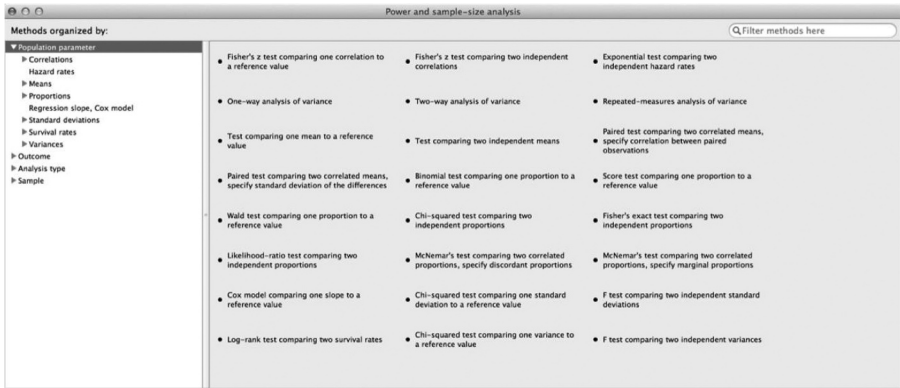 Power and sample-size analysis
Methods organized by:
Filter methods here
Population parameter
Correlations
Hazard rates
Means
Proportions
Regression slope, Cox model
Standard deviations
Survival rates
Variances
Outcome
Analysis type
Sample
• Fisher's z test comparing one correlation to
a reference value
• Fisher's z test comparing two independent
correlations
• Exponential test comparing two
independent hazard rates
• One-way analysis of variance
• Two-way analysis of variance
• Repeated-measures analysis of variance
• Test comparing one mean to a reference
value
• Test comparing two independent means
• Paired test comparing two correlated means,
specify correlation between paired
observations
• Paired test comparing two correlated means,
specify standard deviation of the differences
• Binomial test comparing one proportion to a
reference value
• Score test comparing one proportion to a
reference value
• Wald test comparing one proportion to a
reference value
• Chi-squared test comparing two
independent proportions
• Fisher's exact test comparing two
independent proportions
• Likelihood-ratio test comparing two
independent proportions
• McNemar's test comparing two correlated
proportions, specify discordant proportions
• McNemar's test comparing two correlated
proportions, specify marginal proportions
• Cox model comparing one slope to a
reference value
• Chi-squared test comparing one standard
deviation to a reference value
• F test comparing two independent standard
deviations
• Log-rank test comparing two survival rates
• Chi-squared test comparing one variance to
a reference value
• F test comparing two independent variances